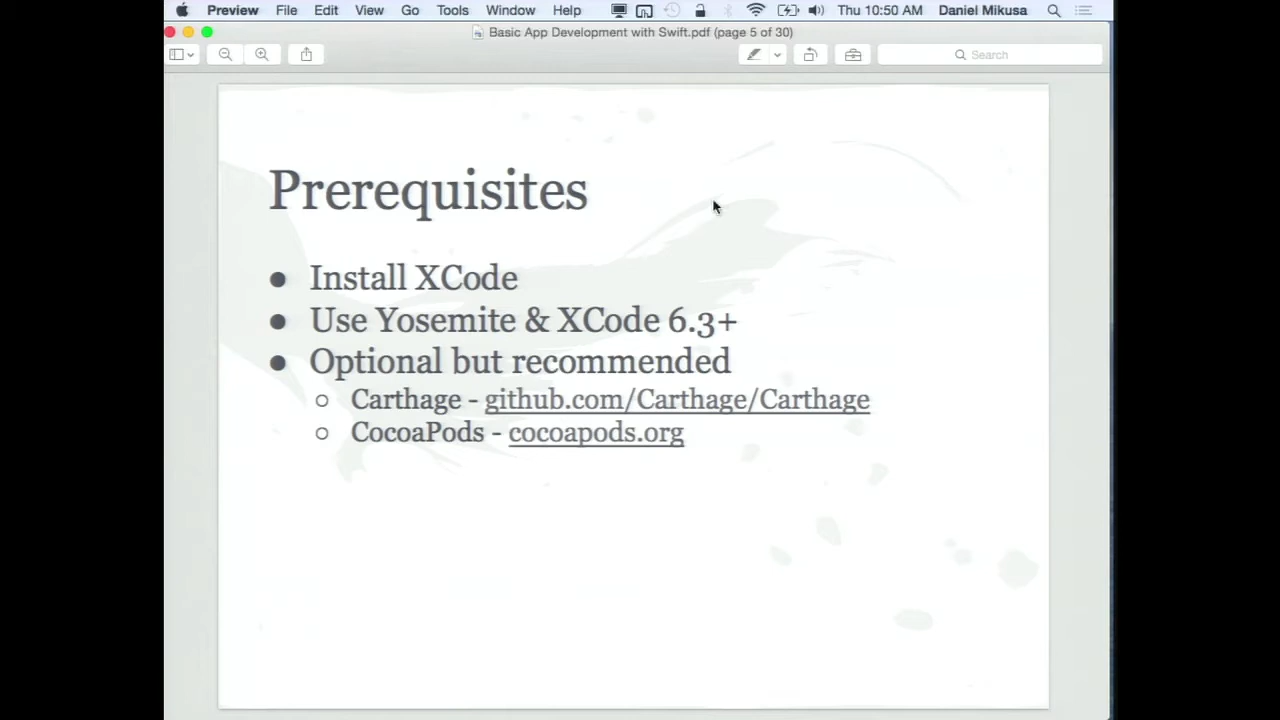 Preview File Edit View Go Tools Window Help Thu 10:50 AM Daniel Mikusa
Basic App Development with Swift.pdf (page 5 of 30)
Search
Prerequisites
● Install XCode
● Use Yosemite & XCode 6.3+
● Optional but recommended
○ Carthage - github.com/Carthage/Carthage
○ CocoaPods - cocoapods.org